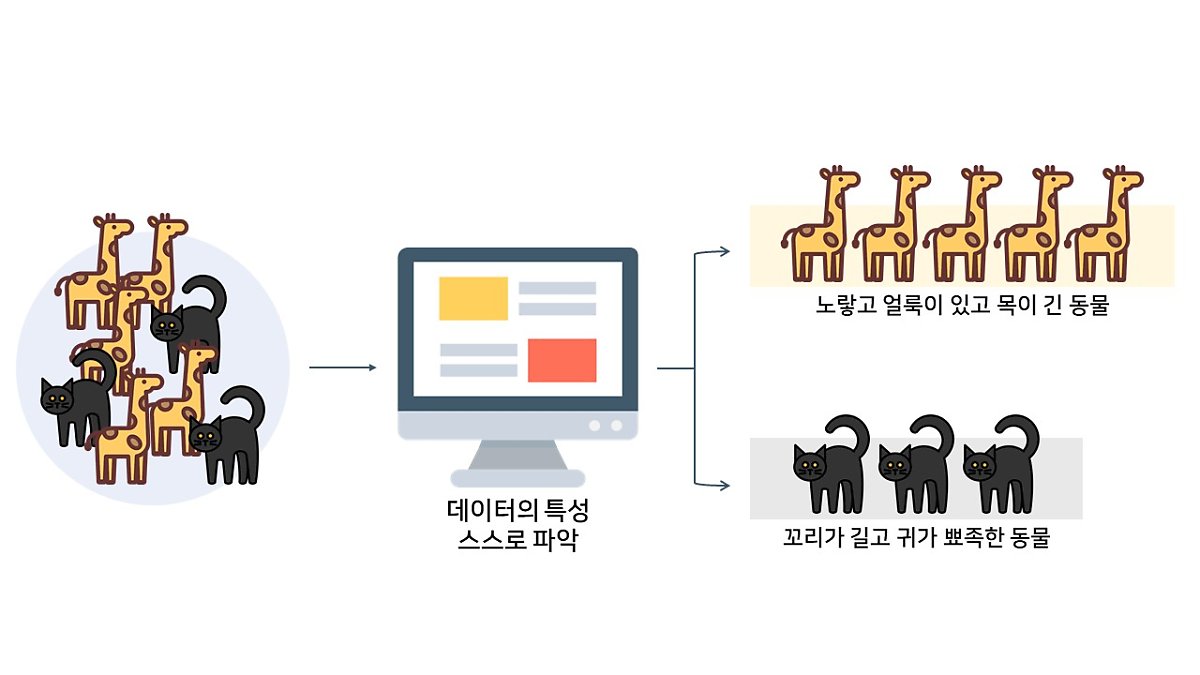 노랗고 얼룩이 있고 목이 긴 동물
데이터의 특성
스스로 파악
꼬리가 길고 귀가 뾰족한 동물